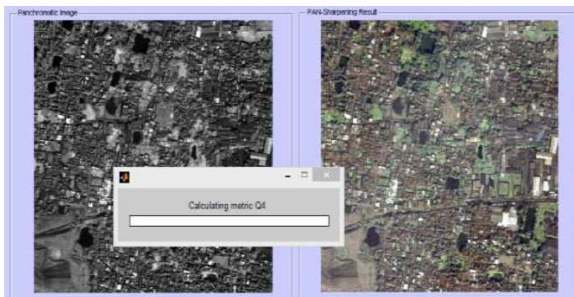 Panchromatic Image
PAN-Sharpening Result
Calculating metric Q4